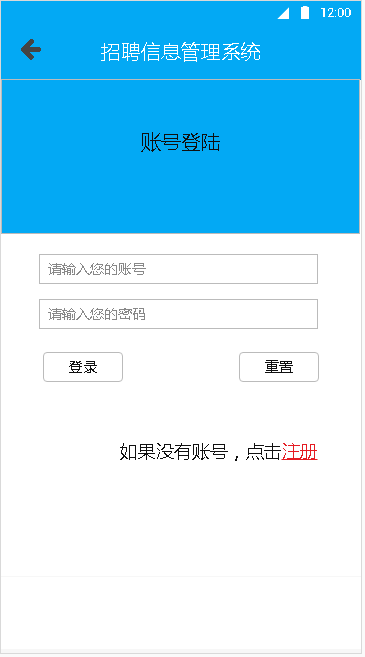 12:00
招聘信息管理系统
账号登陆
请输入您的账号
请输入您的密码
登录 重置
如果没有账号，点击注册